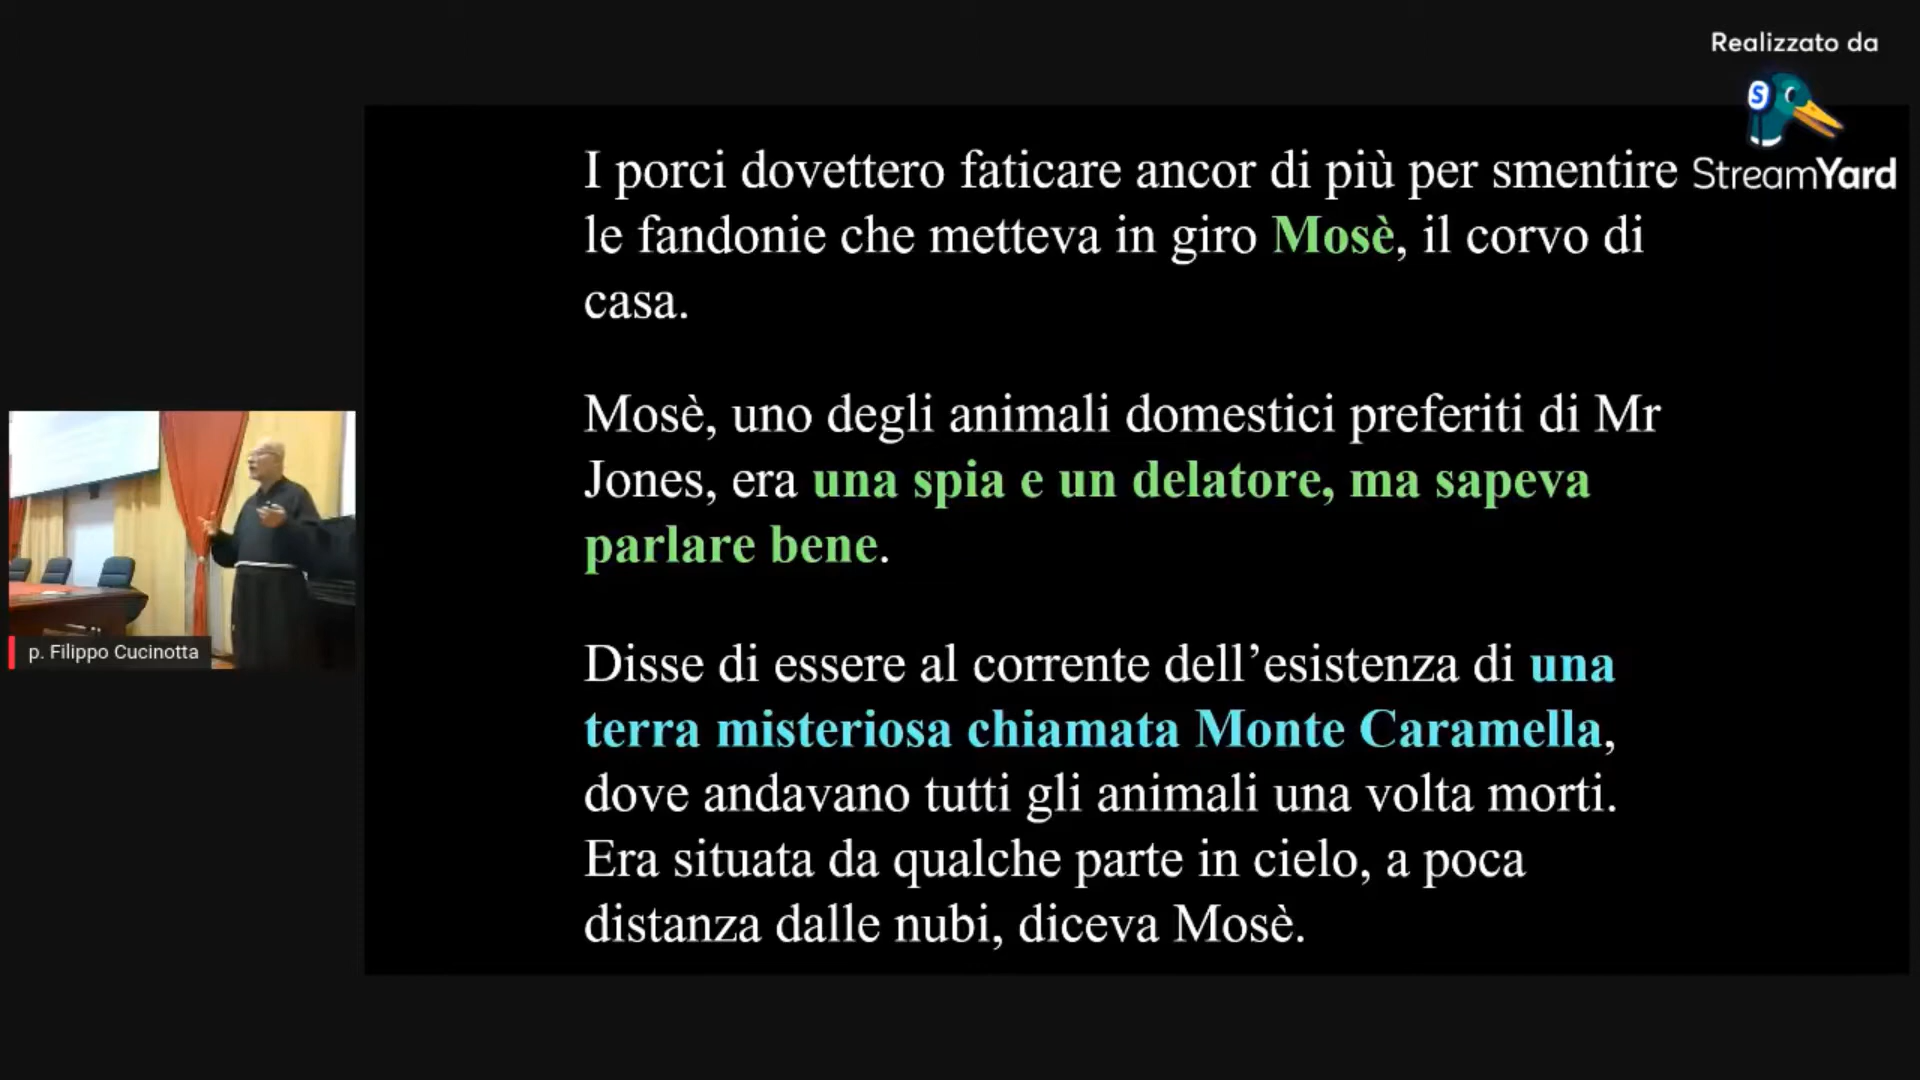 Realizzato da
StreamYard
I porci dovettero faticare ancor di più per smentire
le fandonie che metteva in giro Mosè, il corvo di
casa.
Mosè, uno degli animali domestici preferiti di Mr
Jones, era una spia e un delatore, ma sapeva
parlare bene.
Disse di essere al corrente dell’esistenza di una
terra misteriosa chiamata Monte Caramella,
dove andavano tutti gli animali una volta morti.
Era situata da qualche parte in cielo, a poca
distanza dalle nubi, diceva Mosè.
p. Filippo Cucinotta